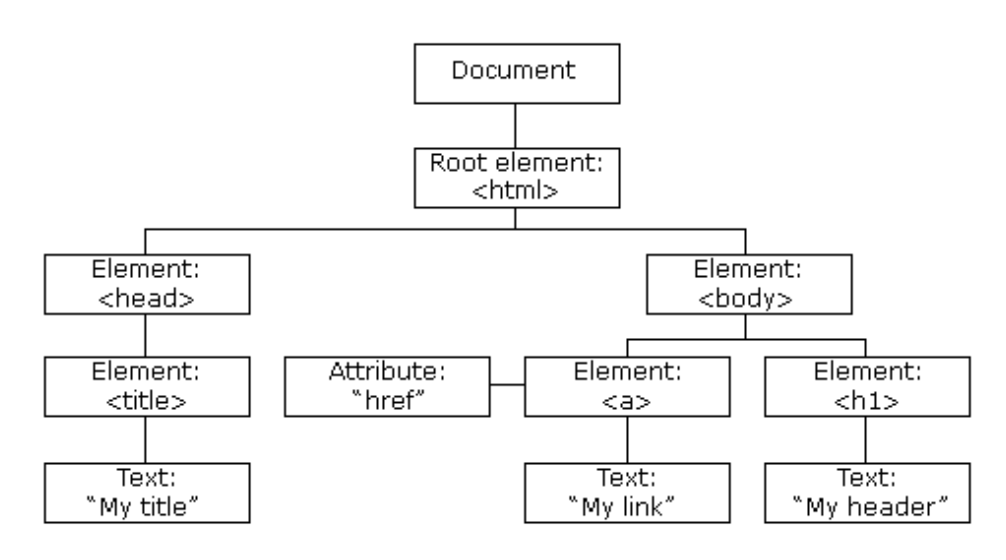 Document
Root element:
<html>
Element:
<head>
Element:
<body>
Element:
<title>
Attribute:
“href”
Element:
<a>
Element:
<h1>
Text:
“My title”
Text:
“My link”
Text:
“My header”